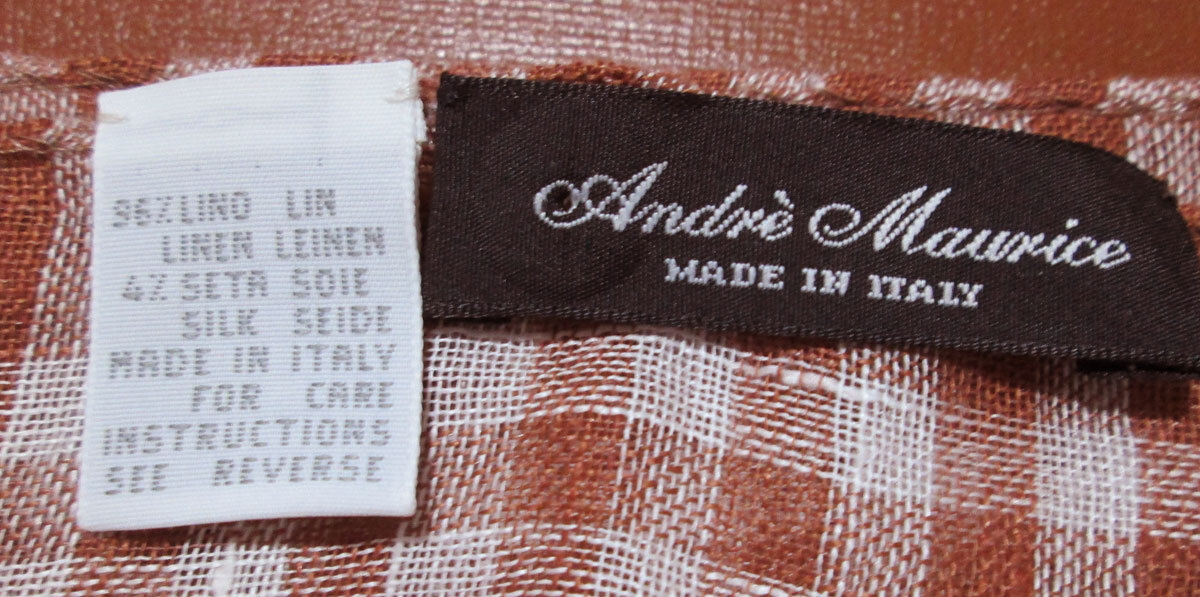 96% LINO LIN
LINEN LEINEN
4% SETA SOIE
SILK SEIDE
MADE IN ITALY
FOR CARE
INSTRUCTIONS
SEE REVERSE
Andrè Maurice
MADE IN ITALY